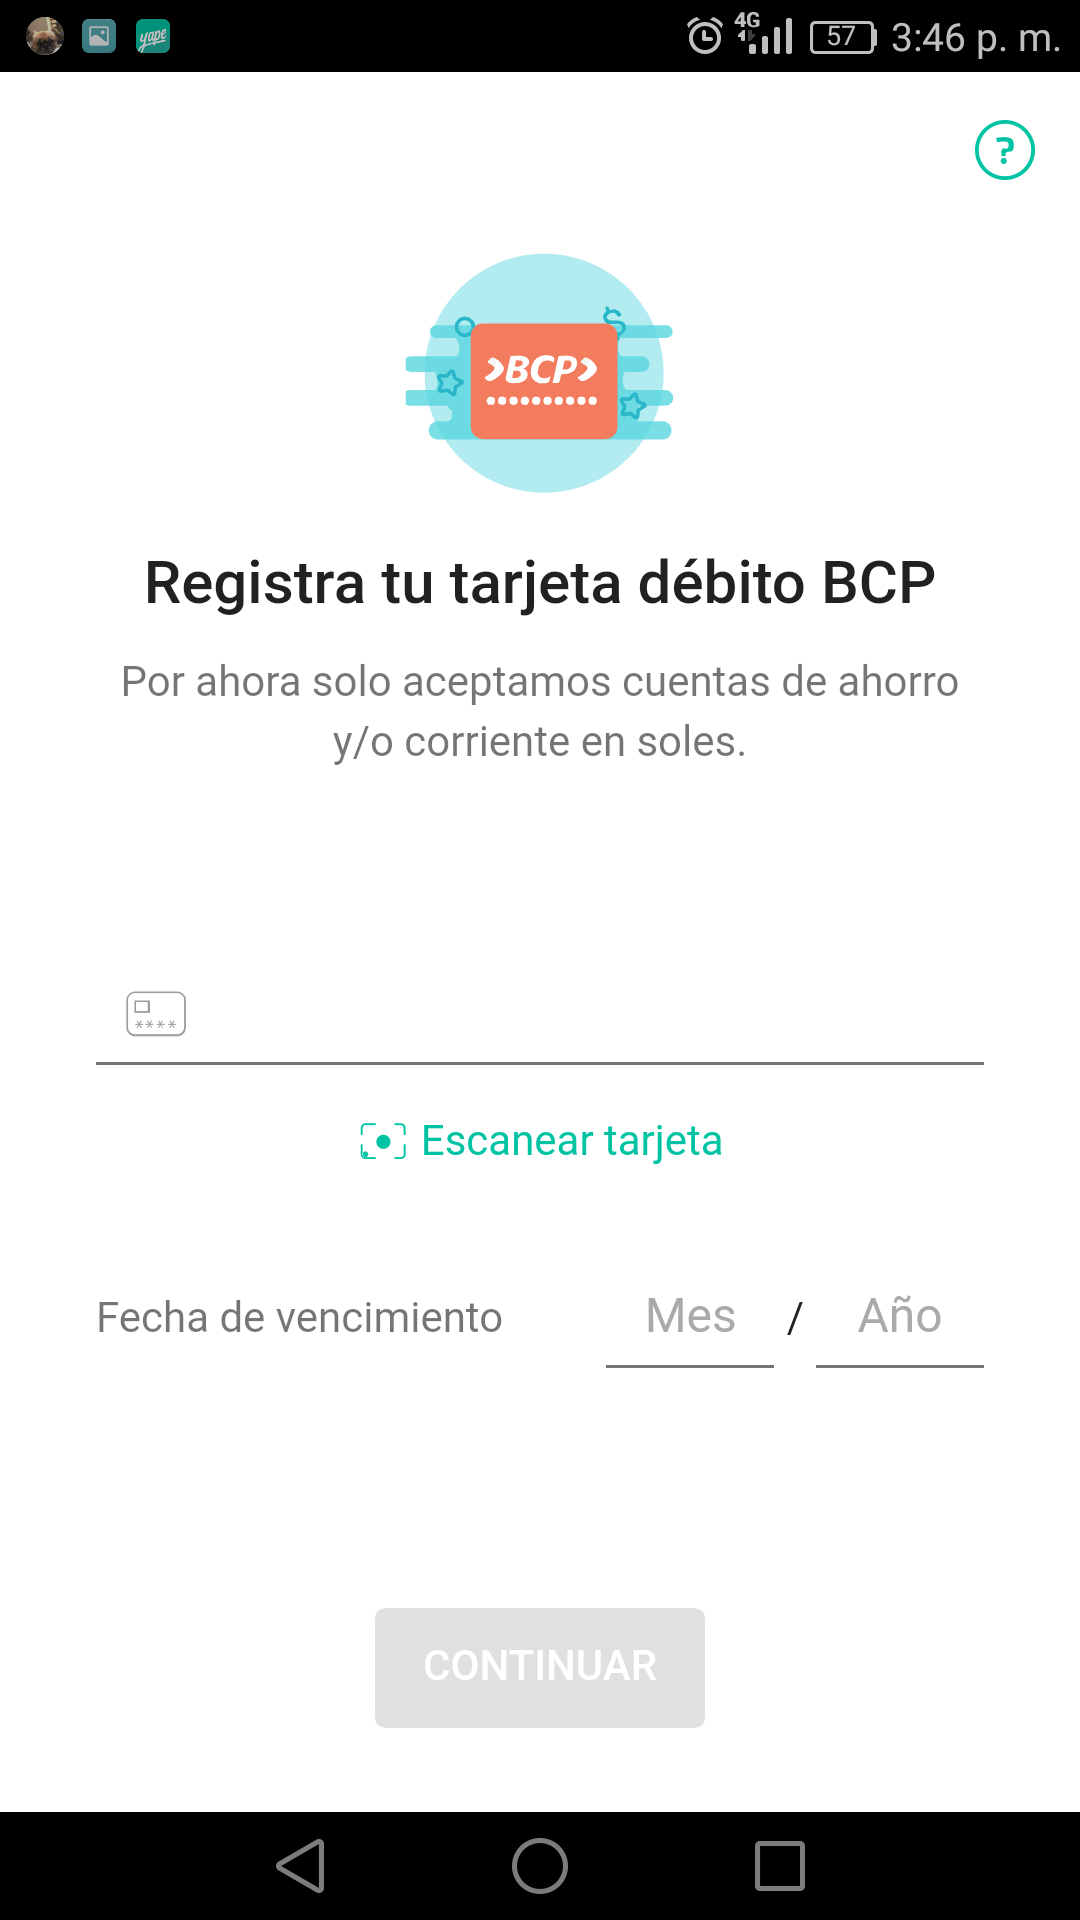 yape
4G
57
3:46 p. m.
?
BCP
Registra tu tarjeta débito BCP
Por ahora solo aceptamos cuentas de ahorro
y/o corriente en soles.
****
Escanear tarjeta
Fecha de vencimiento
Mes / Año
CONTINUAR